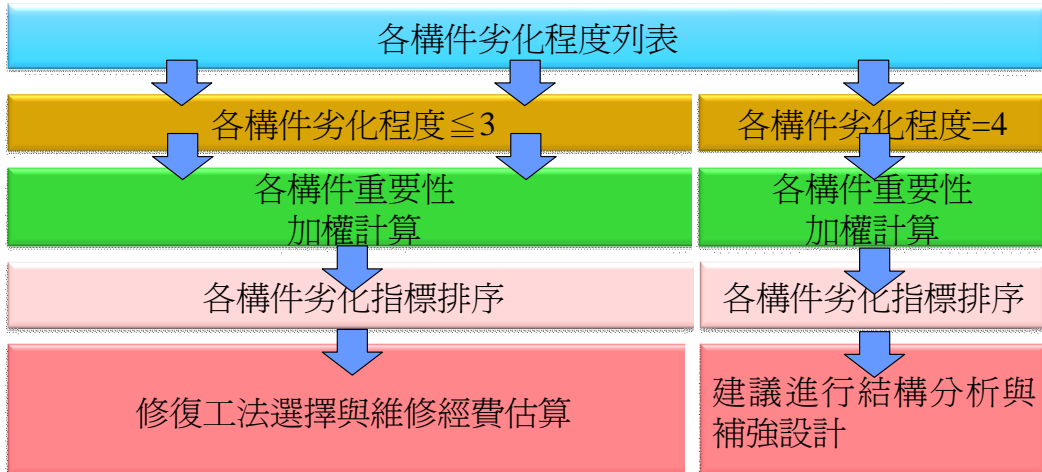 各構件劣化程度列表
各構件劣化程度≦3
各構件劣化程度=4
各構件重要性
加權計算
各構件重要性
加權計算
各構件劣化指標排序
各構件劣化指標排序
修復工法選擇與維修經費估算
建議進行結構分析與
補強設計